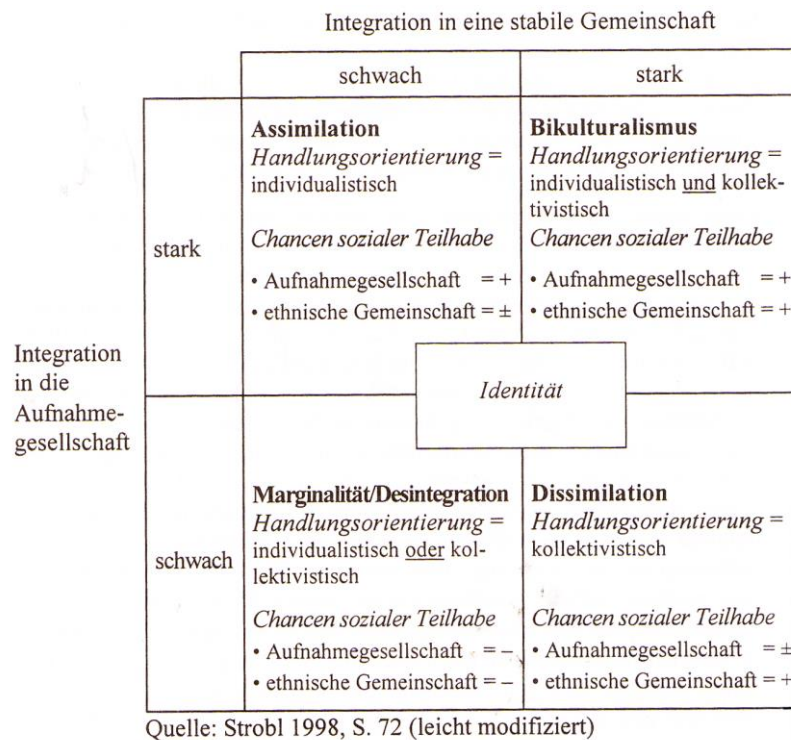 Integration in eine stabile Gemeinschaft
schwach
stark
Integration
in die
Aufnahme-
gesellschaft
stark
Assimilation
Handlungsorientierung =
individualistisch
Chancen sozialer Teilhabe
• Aufnahmegesellschaft = +
• ethnische Gemeinschaft = ±
Bikulturalismus
Handlungsorientierung =
individualistisch und kollek-
tivistisch
Chancen sozialer Teilhabe
• Aufnahmegesellschaft = +
• ethnische Gemeinschaft = +
Identität
schwach
Marginalität/Desintegration
Handlungsorientierung =
individualistisch oder kol-
lektivistisch
Chancen sozialer Teilhabe
• Aufnahmegesellschaft = –
• ethnische Gemeinschaft = –
Dissimilation
Handlungsorientierung =
kollektivistisch
Chancen sozialer Teilhabe
• Aufnahmegesellschaft = ±
• ethnische Gemeinschaft = +
Quelle: Strobl 1998, S. 72 (leicht modifiziert)